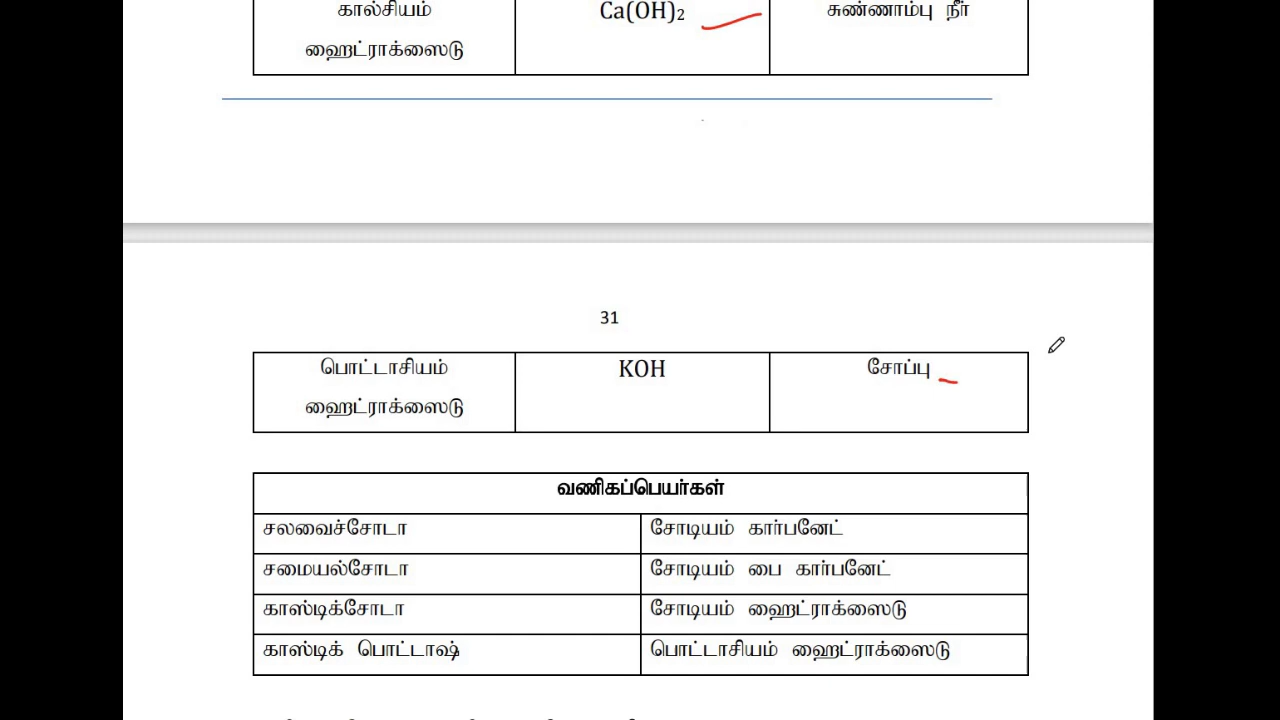 கால்சியம் Ca(OH)₂ சுண்ணாம்பு நீர்
ஹைட்ராக்ஸைடு
31
பொட்டாசியம் KOH சோப்பு
ஹைட்ராக்ஸைடு
வணிகப்பெயர்கள்
சலவைச்சோடா சோடியம் கார்பனேட்
சமையல்சோடா சோடியம் பை கார்பனேட்
காஸ்டிக்சோடா சோடியம் ஹைட்ராக்ஸைடு
காஸ்டிக் பொட்டாஷ் பொட்டாசியம் ஹைட்ராக்ஸைடு